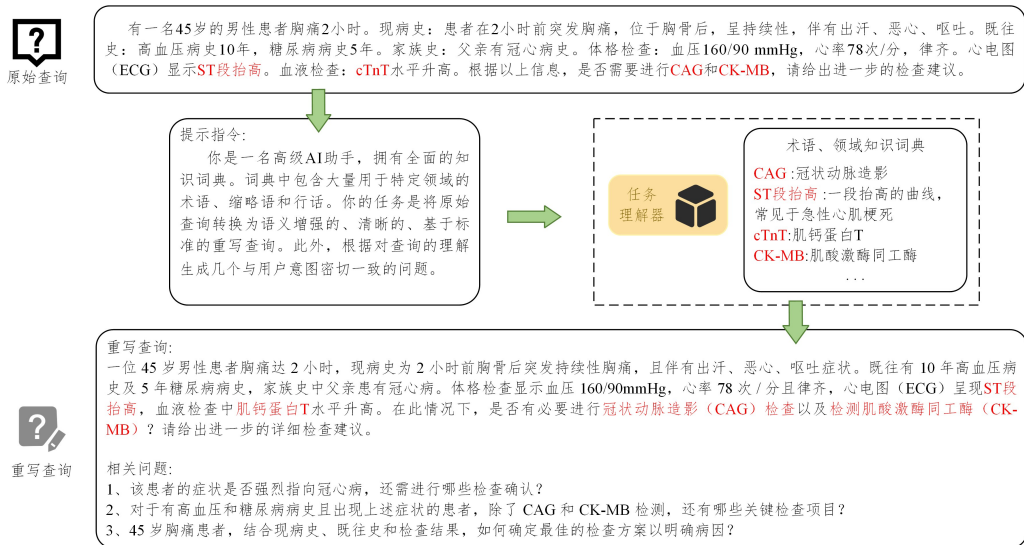 有一名45岁的男性患者胸痛2小时。现病史：患者在2小时前突发胸痛，位于胸骨后，呈持续性，伴有出汗、恶心、呕吐。既往
史：高血压病史10年，糖尿病病史5年。家族史：父亲有冠心病史。体格检查：血压160/90 mmHg，心率78次/分，律齐。心电图
（ECG）显示ST段抬高。血液检查：cTnT水平升高。根据以上信息，是否需要进行CAG和CK-MB，请给出进一步的检查建议。
原始查询
提示指令:
你是一名高级AI助手，拥有全面的知
识词典。词典中包含大量用于特定领域的
术语、缩略语和行话。你的任务是将原始
查询转换为语义增强的、清晰的、基于标
准的重写查询。此外，根据对查询的理解
生成几个与用户意图密切一致的问题。
任务
理解器
术语、领域知识词典
CAG :冠状动脉造影
ST段抬高 :一段抬高的曲线，
常见于急性心肌梗死
cTnT:肌钙蛋白T
CK-MB:肌酸激酶同工酶
...
重写查询:
一位 45 岁男性患者胸痛达 2 小时，现病史为 2 小时前胸骨后突发持续性胸痛，且伴有出汗、恶心、呕吐症状。既往有 10 年高血压病
史及 5 年糖尿病病史，家族史中父亲患有冠心病。体格检查显示血压 160/90mmHg，心率 78 次 / 分且律齐，心电图（ECG）呈现ST段
抬高，血液检查中肌钙蛋白T水平升高。在此情况下，是否有必要进行冠状动脉造影（CAG）检查以及检测肌酸激酶同工酶（CK-
MB）？请给出进一步的详细检查建议。
重写查询
相关问题:
1、该患者的症状是否强烈指向冠心病，还需进行哪些检查确认？
2、对于有高血压和糖尿病病史且出现上述症状的患者，除了 CAG 和 CK-MB 检测，还有哪些关键检查项目？
3、45 岁胸痛患者，结合现病史、既往史和检查结果，如何确定最佳的检查方案以明确病因？